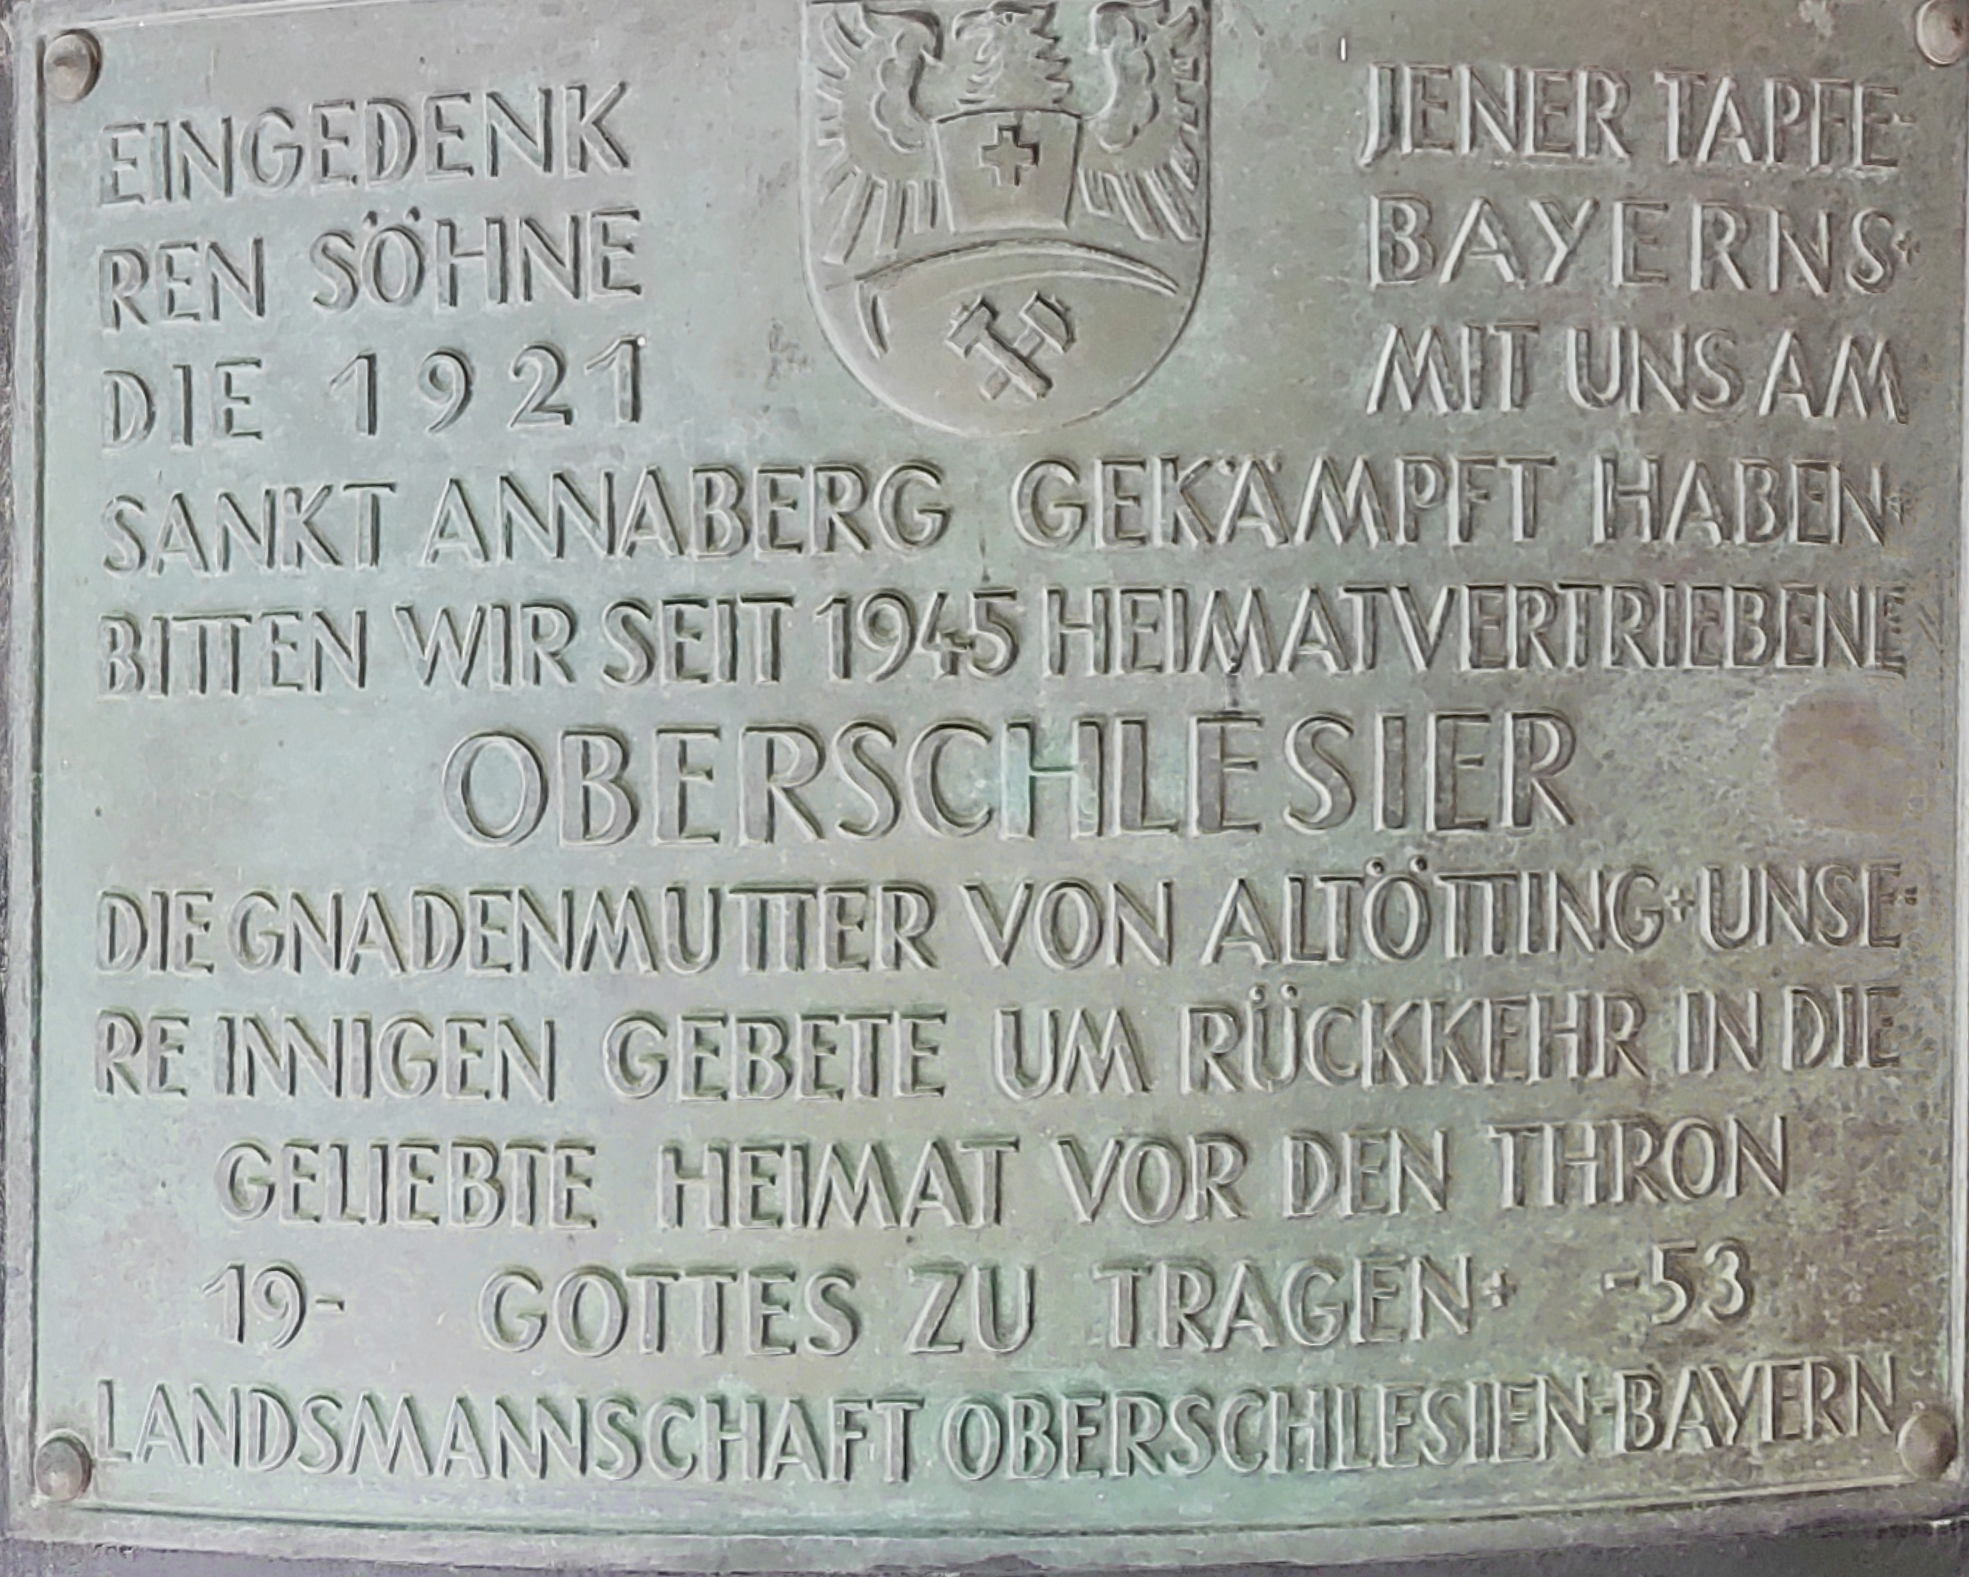 EINGEDENK JENER TAPFE-
REN SÖHNE BAYERNS+
DIE 1921 MIT UNS AM
SANKT ANNABERG GEKÄMPFT HABEN+
BITTEN WIR SEIT 1945 HEIMATVERTRIEBENE
OBERSCHLESIER
DIE GNADENMUTTER VON ALTÖTTING+UNSE-
RE INNIGEN GEBETE UM RÜCKKEHR IN DIE
GELIEBTE HEIMAT VOR DEN THRON
19- GOTTES ZU TRAGEN+ -53
LANDSMANNSCHAFT OBERSCHLESIEN-BAYERN